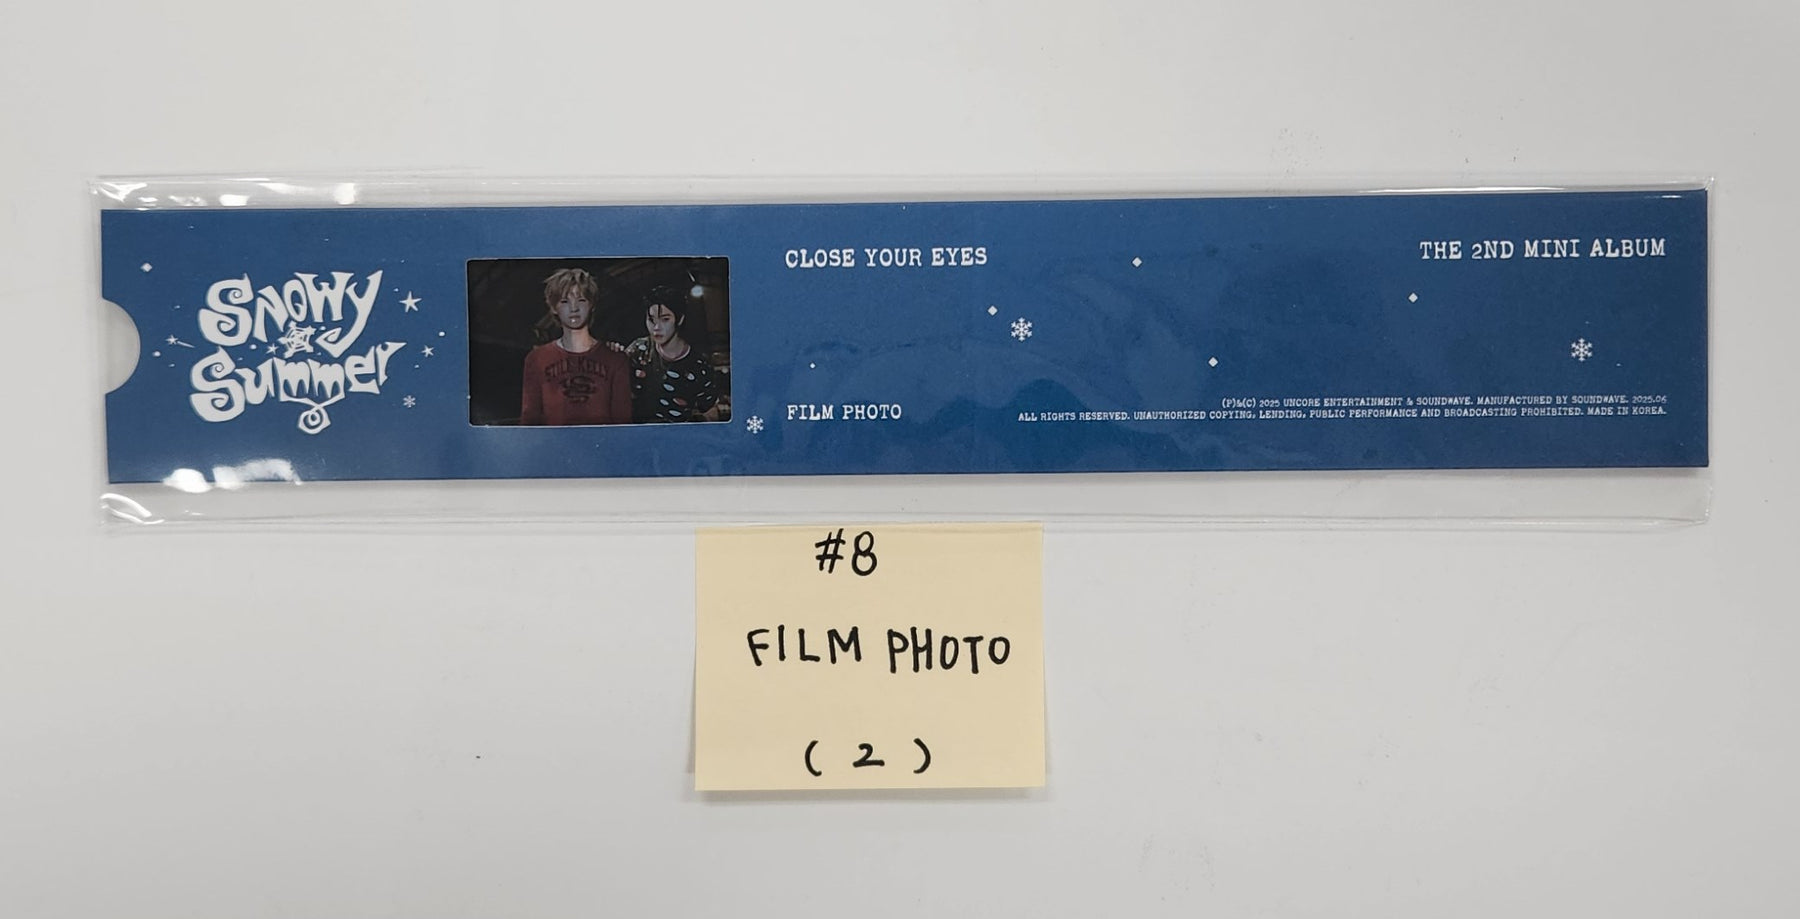 SNOWY
Summer
STILE KELLY
CLOSE YOUR EYES
FILM PHOTO
THE 2ND MINI ALBUM
(P)&(C) 2025 UNCORE ENTERTAINMENT & SOUNDWAVE. MANUFACTURED BY SOUNDWAVE. 2025.06
ALL RIGHTS RESERVED. UNAUTHORIZED COPYING, LENDING, PUBLIC PERFORMANCE AND BROADCASTING PROHIBITED. MADE IN KOREA.
#8
FILM PHOTO
( 2 )